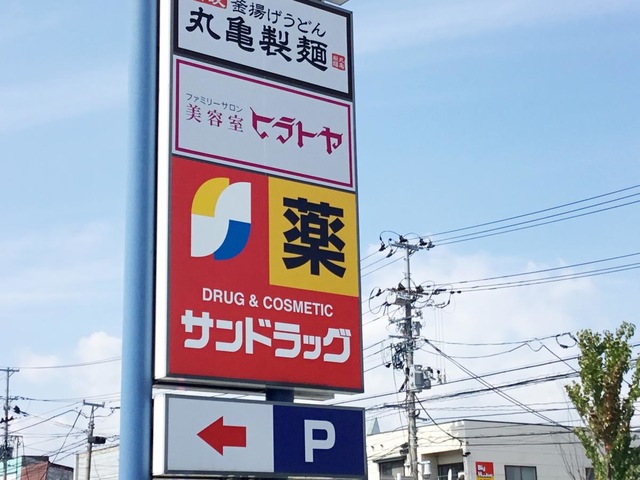 釜揚げうどん
丸亀製麺
ファミリーサロン
美容室 ヒラトヤ
薬
DRUG & COSMETIC
サンドラッグ
P